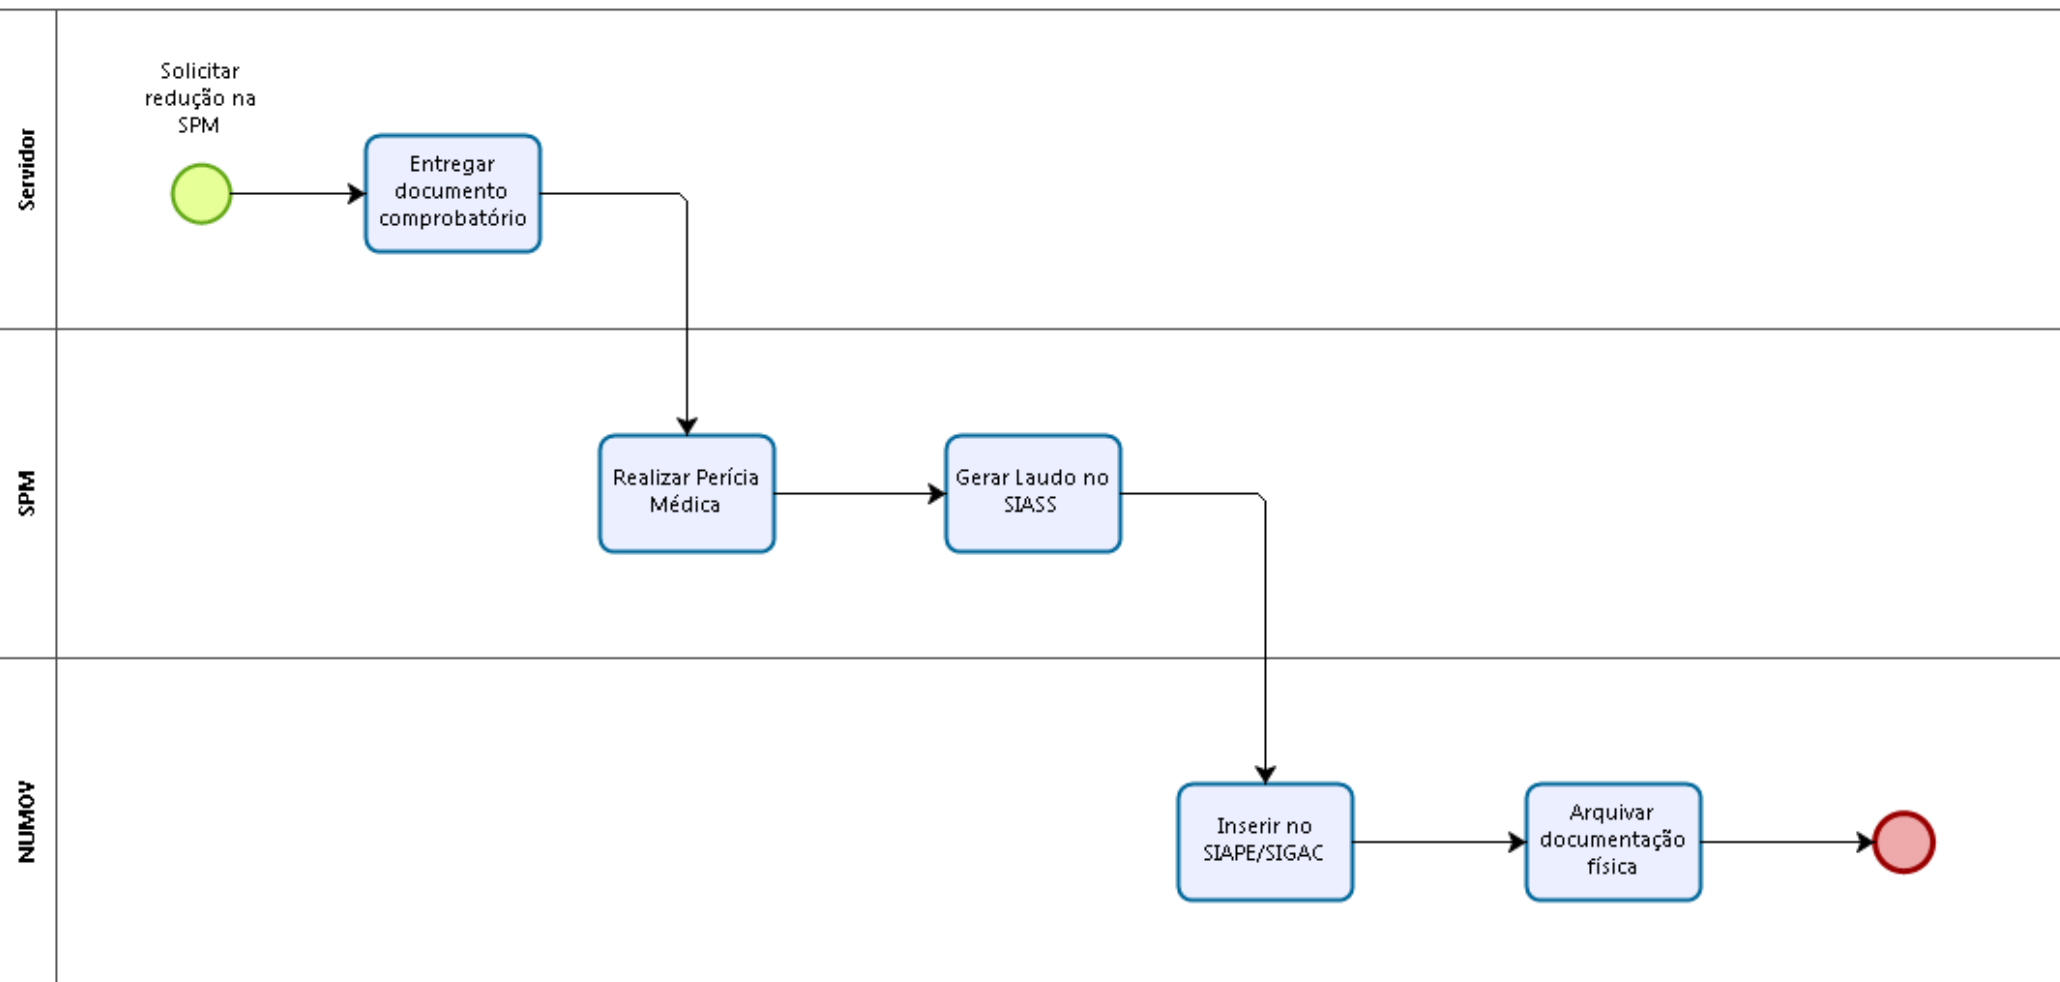 Servidor
Solicitar
redução na
SPM
Entregar
documento
comprobatório
SPM
Realizar Perícia
Médica
Gerar Laudo no
SIASS
NUMOV
Inserir no
SIAPE/SIGAC
Arquivar
documentação
física